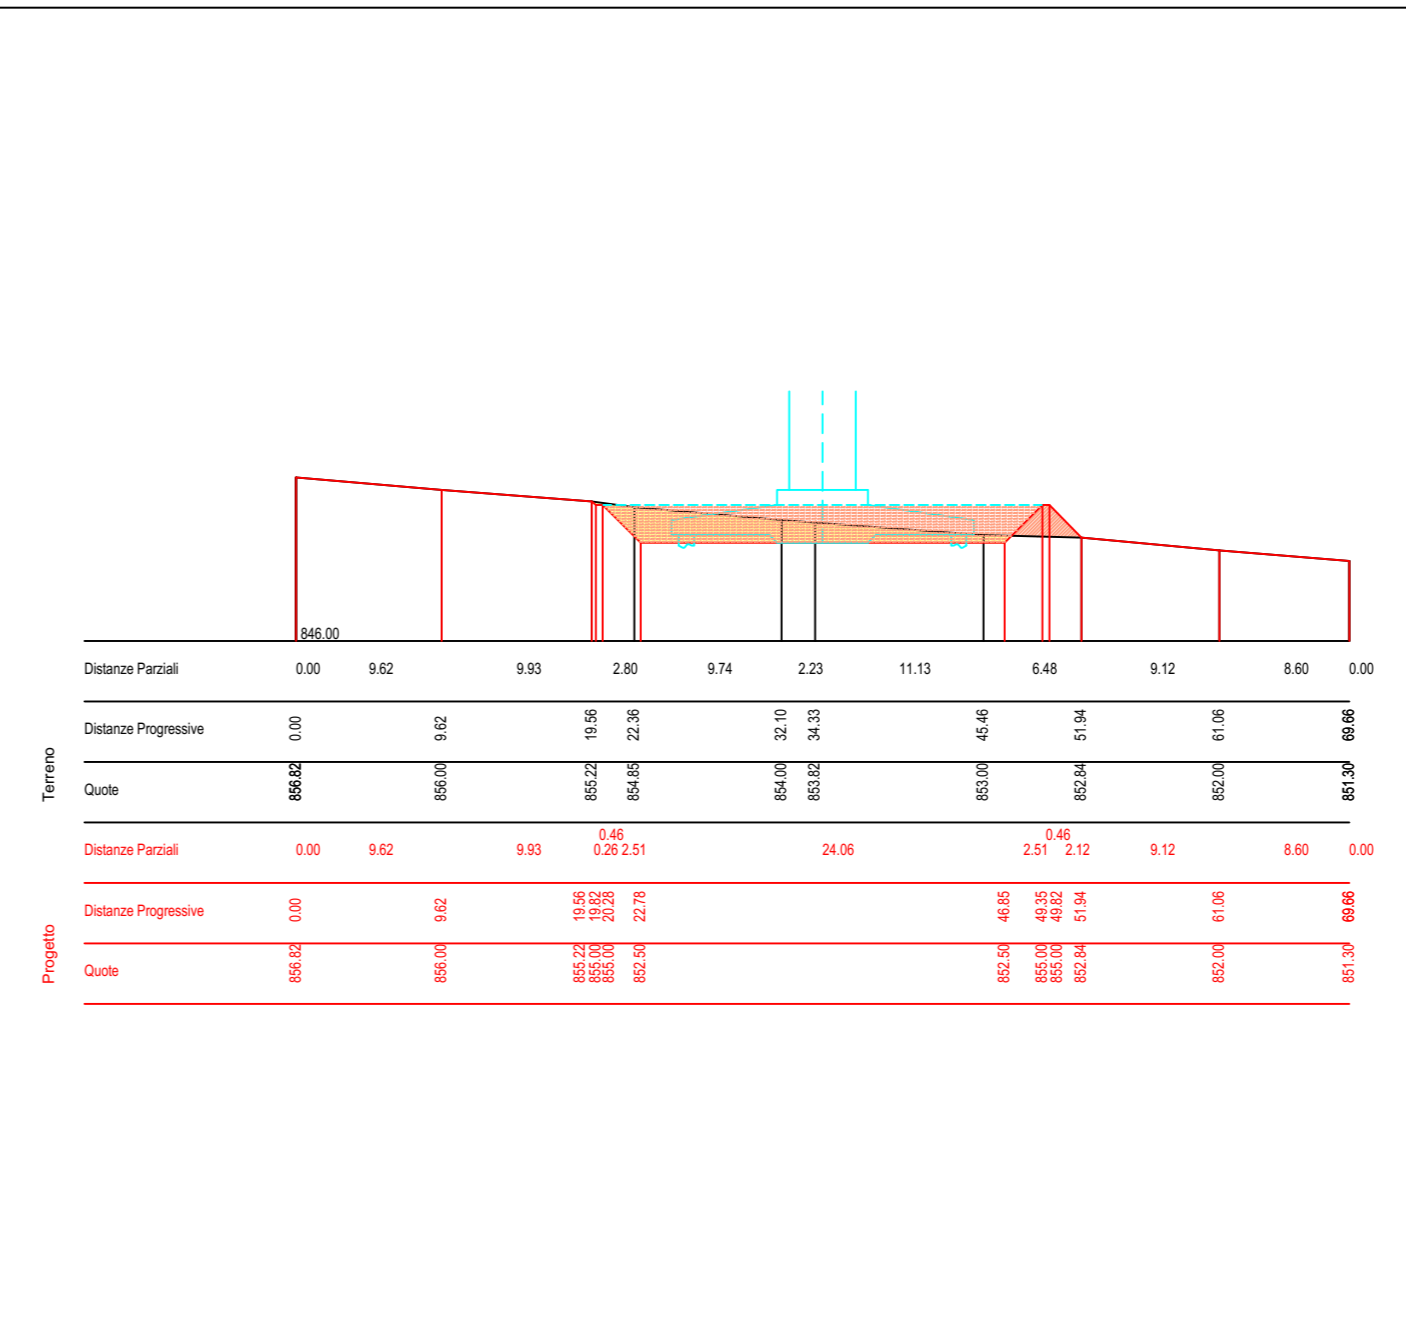 846.00
Terreno
Distanze Parziali 0.00 9.62 9.93 2.80 9.74 2.23 11.13 6.48 9.12 8.60 0.00
Distanze Progressive 0.00 9.62 19.56 22.36 32.10 34.33 45.46 51.94 61.06 69.66
Quote 856.82 856.00 855.22 854.85 854.00 853.82 853.00 852.84 852.00 851.30
Progetto
0.46 0.46
Distanze Parziali 0.00 9.62 9.93 0.26 2.51 24.06 2.51 2.12 9.12 8.60 0.00
Distanze Progressive 0.00 9.62 19.56 19.82 20.28 22.78 46.85 49.35 49.82 51.94 61.06 69.66
Quote 856.82 856.00 855.22 855.00 855.00 852.50 852.50 855.00 855.00 852.84 852.00 851.30